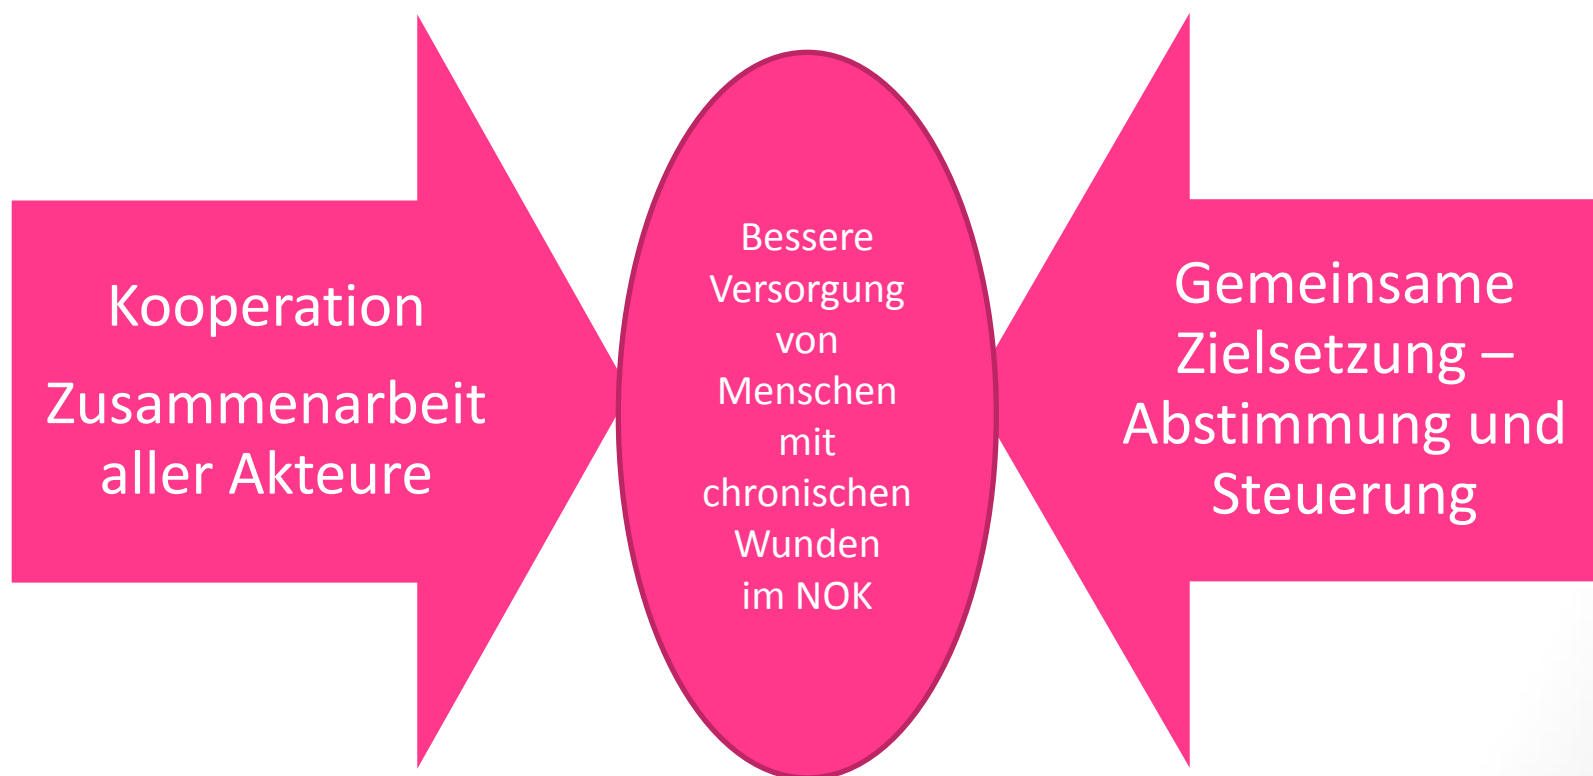 Kooperation
Zusammenarbeit
aller Akteure
Bessere
Versorgung
von
Menschen
mit
chronischen
Wunden
im NOK
Gemeinsame
Zielsetzung –
Abstimmung und
Steuerung